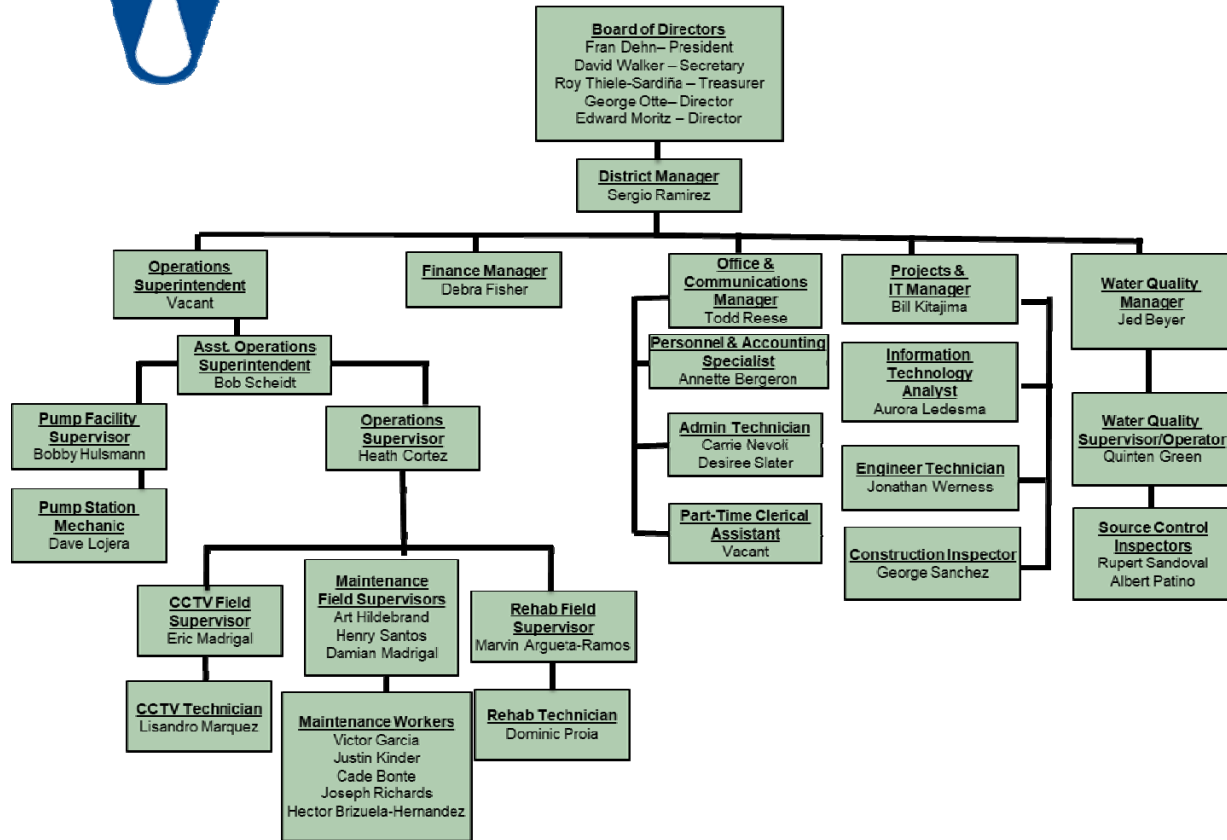 Board of Directors
Fran Dehn– President
David Walker – Secretary
Roy Thiele-Sardiña – Treasurer
George Otte– Director
Edward Moritz – Director
District Manager
Sergio Ramirez
Operations
Superintendent
Vacant
Finance Manager
Debra Fisher
Office &
Communications
Manager
Todd Reese
Projects &
IT Manager
Bill Kitajima
Water Quality
Manager
Jed Beyer
Asst. Operations
Superintendent
Bob Scheidt
Personnel & Accounting
Specialist
Annette Bergeron
Information
Technology
Analyst
Aurora Ledesma
Pump Facility
Supervisor
Bobby Hulsmann
Operations
Supervisor
Heath Cortez
Admin Technician
Carrie Nevoli
Desiree Slater
Engineer Technician
Jonathan Werness
Water Quality
Supervisor/Operator
Quinten Green
Pump Station
Mechanic
Dave Lojera
Part-Time Clerical
Assistant
Vacant
Construction Inspector
George Sanchez
Source Control
Inspectors
Rupert Sandoval
Albert Patino
CCTV Field
Supervisor
Eric Madrigal
Maintenance
Field Supervisors
Art Hildebrand
Henry Santos
Damian Madrigal
Rehab Field
Supervisor
Marvin Argueta-Ramos
CCTV Technician
Lisandro Marquez
Maintenance Workers
Victor Garcia
Justin Kinder
Cade Bonte
Joseph Richards
Hector Brizuela-Hernandez
Rehab Technician
Dominic Proia